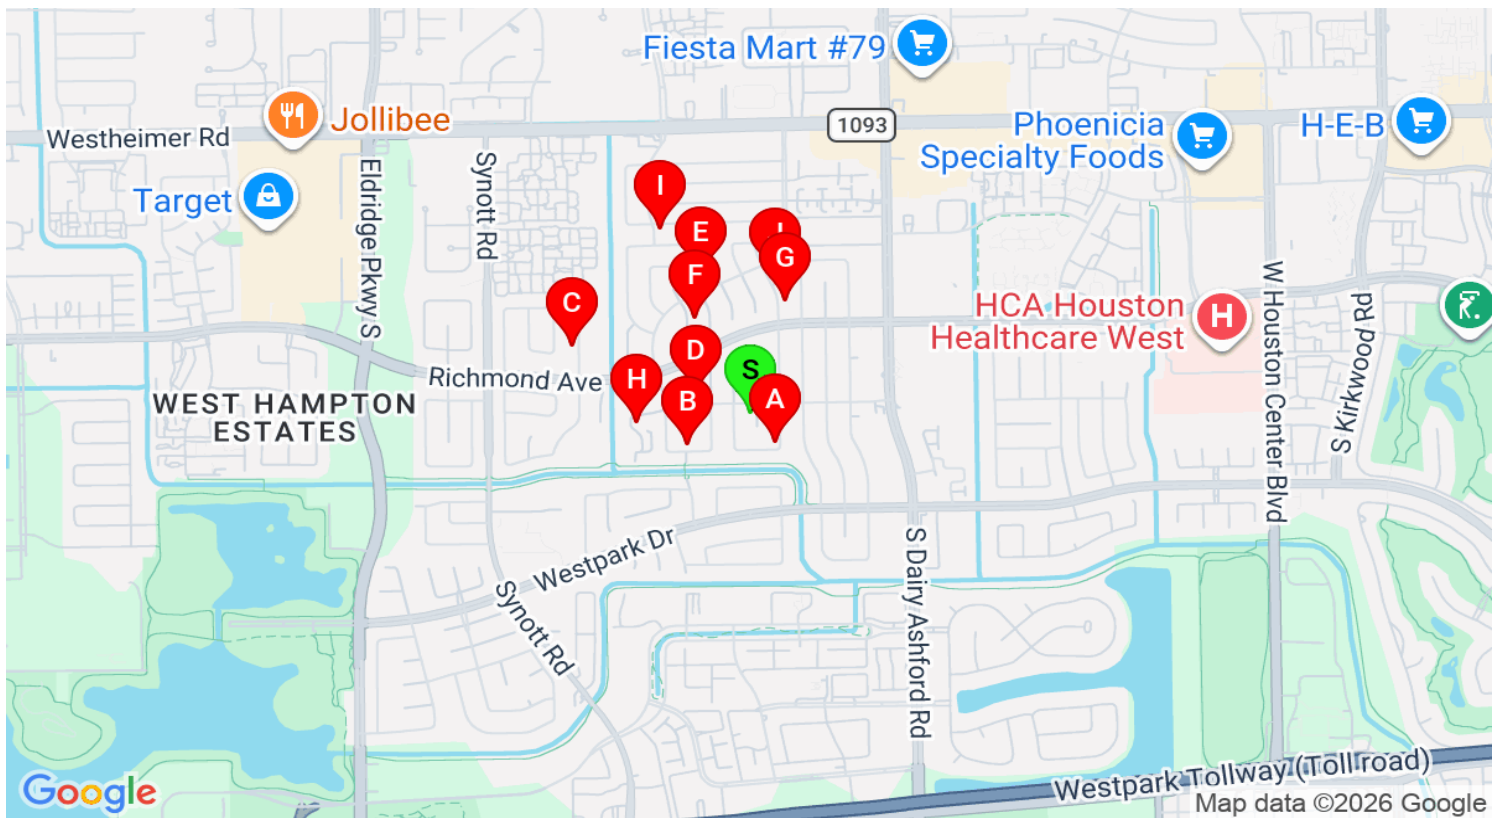 Fiesta Mart #79
Jollibee
1093
Phoenicia
Specialty Foods
H-E-B
Westheimer Rd
Target
Eldridge Pkwy S
Synott Rd
I
E
J
G
F
C
D
S
H
B
A
HCA Houston
Healthcare West
H
W Houston Center Blvd
S Kirkwood Rd
Richmond Ave
WEST HAMPTON
ESTATES
Westpark Dr
Synott Rd
S Dairy Ashford Rd
Westpark Tollway (Toll road)
Google
Map data ©2026 Google